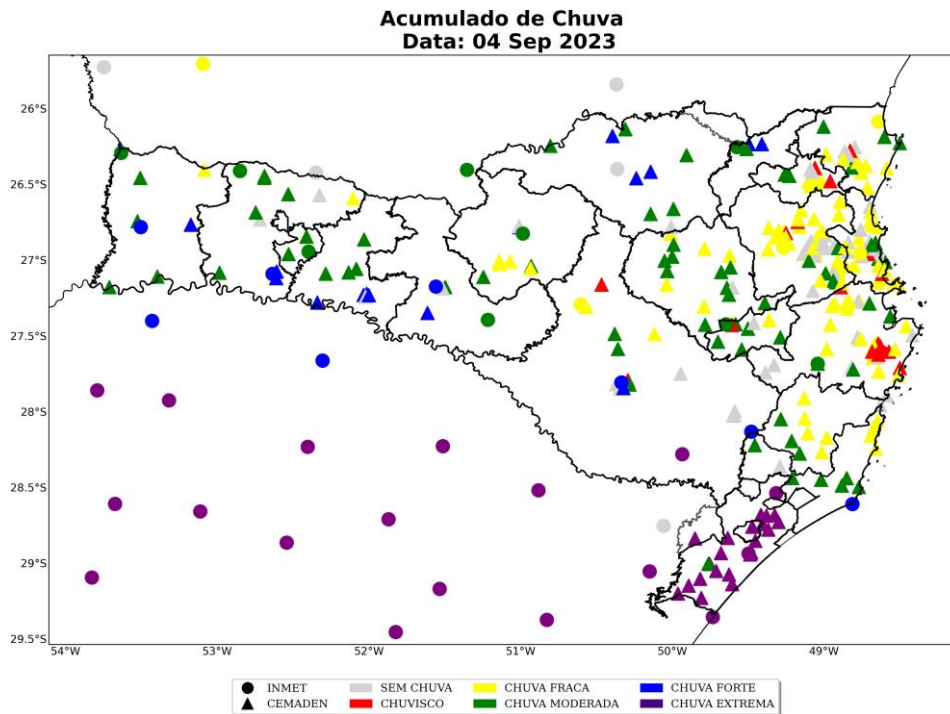 Acumulado de Chuva
Data: 04 Sep 2023
26°S
26.5°S
27°S
27.5°S
28°S
28.5°S
29°S
29.5°S
54°W 53°W 52°W 51°W 50°W 49°W
INMET SEM CHUVA CHUVA FRACA CHUVA FORTE
CEMADEN CHUVISCO CHUVA MODERADA CHUVA EXTREMA